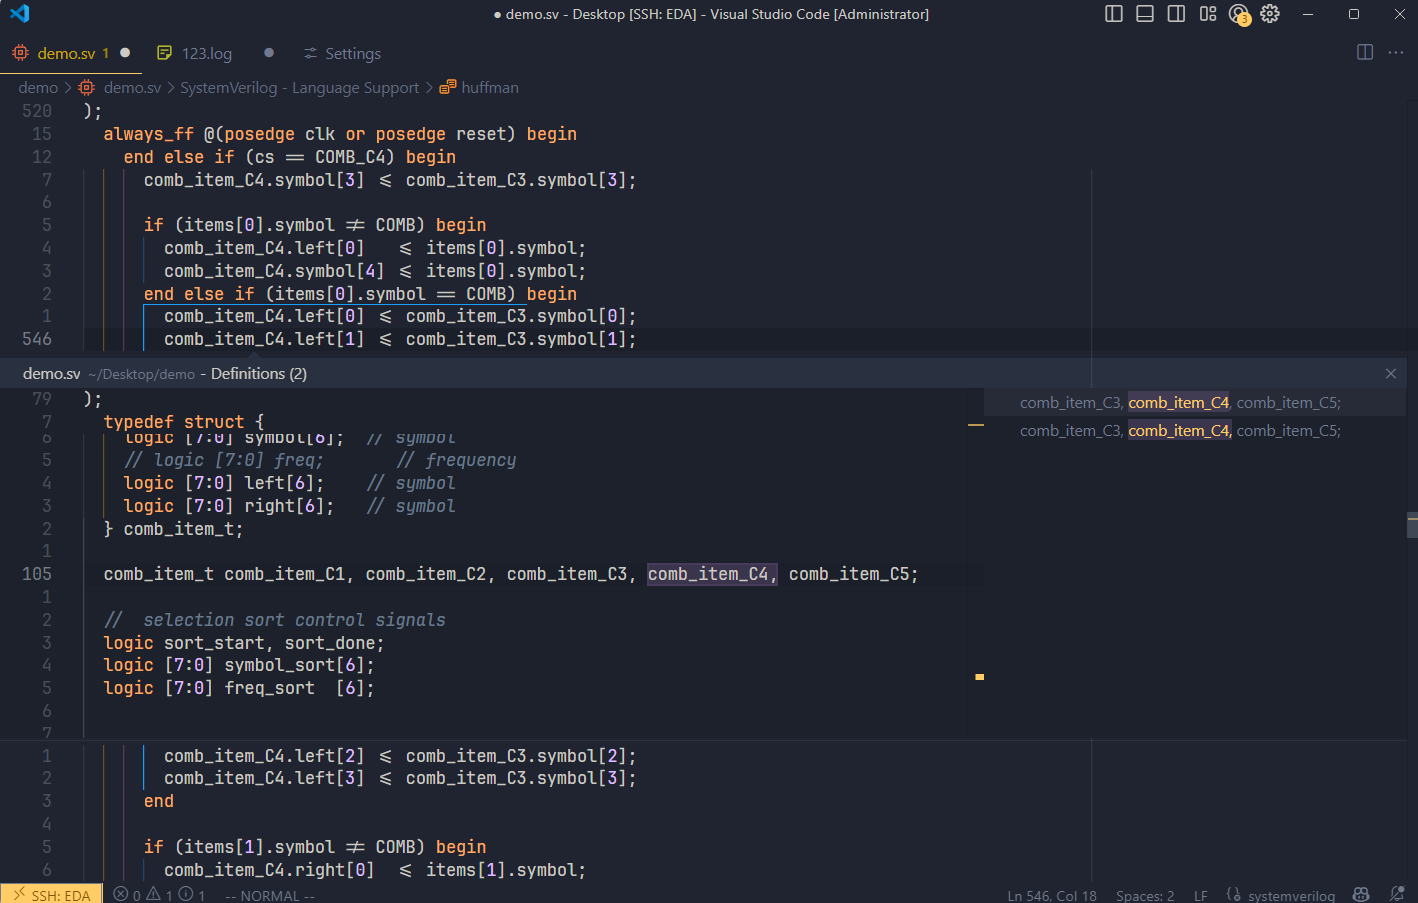 ● demo.sv - Desktop [SSH: EDA] - Visual Studio Code [Administrator]
3
demo.sv 1 ● 123.log ● Settings
demo > demo.sv > SystemVerilog - Language Support > huffman
520 );
15 always_ff @(posedge clk or posedge reset) begin
12 end else if (cs == COMB_C4) begin
7 comb_item_C4.symbol[3] <= comb_item_C3.symbol[3];
6
5 if (items[0].symbol != COMB) begin
4 comb_item_C4.left[0] <= items[0].symbol;
3 comb_item_C4.symbol[4] <= items[0].symbol;
2 end else if (items[0].symbol == COMB) begin
1 comb_item_C4.left[0] <= comb_item_C3.symbol[0];
546 comb_item_C4.left[1] <= comb_item_C3.symbol[1];
demo.sv ~/Desktop/demo - Definitions (2)
79 );
7 typedef struct {
6 logic [7:0] symbol[6]; // symbol
5 // logic [7:0] freq; // frequency
4 logic [7:0] left[6]; // symbol
3 logic [7:0] right[6]; // symbol
2 } comb_item_t;
1
105 comb_item_t comb_item_C1, comb_item_C2, comb_item_C3, comb_item_C4, comb_item_C5;
1
2 // selection sort control signals
3 logic sort_start, sort_done;
4 logic [7:0] symbol_sort[6];
5 logic [7:0] freq_sort [6];
6
7
comb_item_C3, comb_item_C4, comb_item_C5;
comb_item_C3, comb_item_C4, comb_item_C5;
1 comb_item_C4.left[2] <= comb_item_C3.symbol[2];
2 comb_item_C4.left[3] <= comb_item_C3.symbol[3];
3 end
4
5 if (items[1].symbol != COMB) begin
6 comb_item_C4.right[0] <= items[1].symbol;
SSH: EDA 0 1 1 -- NORMAL -- Ln 546, Col 18 Spaces: 2 LF {} systemverilog